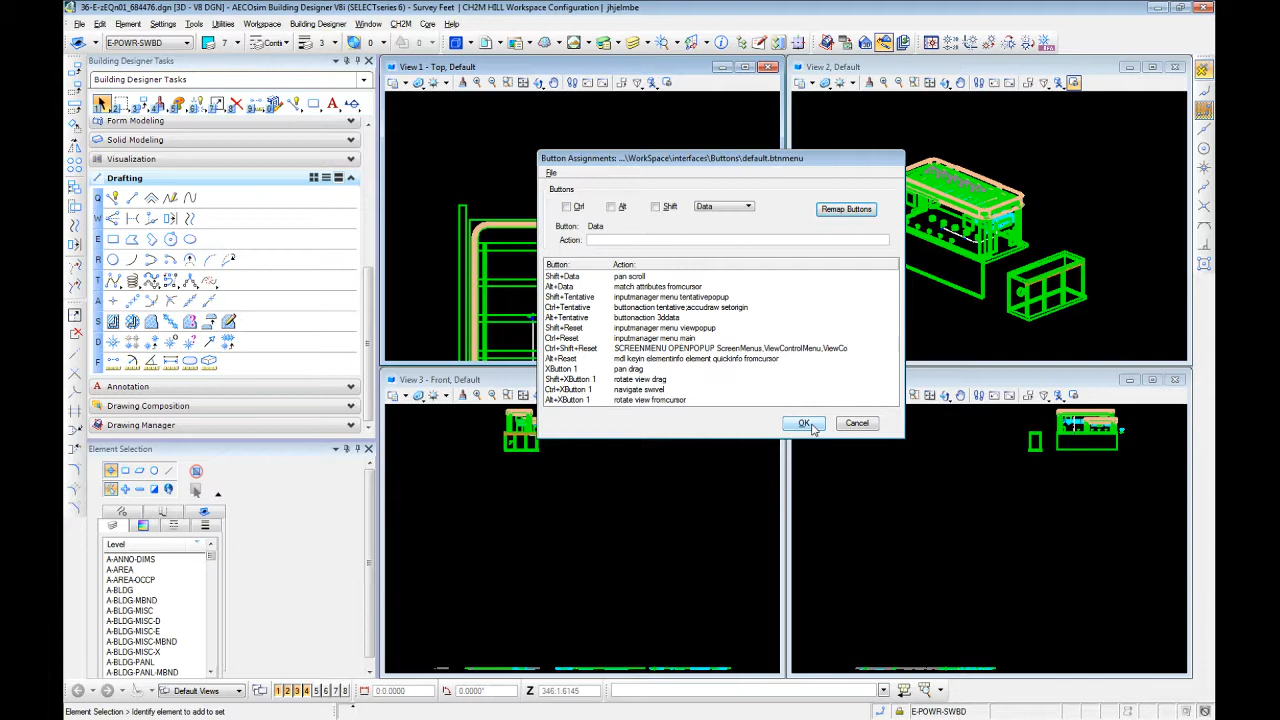 36-E-zEQn01_684476.dgn [3D - V8 DGN] - AECOsim Building Designer V8i (SELECTseries 6) - Survey Feet | CH2M HILL Workspace Configuration | jhjelmbe
File Edit Element Settings Tools Utilities Workspace Building Designer Window CH2M Core Help
E-POWR-SWBD 7 Conti 3 0 0
Building Designer Tasks
Building Designer Tasks
Form Modeling
Solid Modeling
Visualization
Drafting
Q
W
E
R
T
A
S
D
F
Annotation
Drawing Composition
Drawing Manager
Element Selection
Level
A-ANNO-DIMS
A-AREA
A-AREA-OCCP
A-BLDG
A-BLDG-MBND
A-BLDG-MISC
A-BLDG-MISC-D
A-BLDG-MISC-E
A-BLDG-MISC-MBND
A-BLDG-MISC-X
A-BLDG-PANL
A-BLDG-PANL-MBND
View 1 - Top, Default
View 2, Default
View 3 - Front, Default
Button Assignments: ...\WorkSpace\interfaces\Buttons\default.btnmenu
File
Buttons
Ctrl Alt Shift Data Remap Buttons
Button: Data
Action:
Button: Action:
Shift+Data pan scroll
Alt+Data match attributes fromcursor
Shift+Tentative inputmanager menu tentativepopup
Ctrl+Tentative buttonaction tentative;accudraw setorigin
Alt+Tentative buttonaction 3ddata
Shift+Reset inputmanager menu viewpopup
Ctrl+Reset inputmanager menu main
Ctrl+Shift+Reset SCREENMENU OPENPOPUP ScreenMenus,ViewControlMenu,ViewCo
Alt+Reset mdl keyin elementinfo element quickinfo fromcursor
XButton 1 pan drag
Shift+XButton 1 rotate view drag
Ctrl+XButton 1 navigate swivel
Alt+XButton 1 rotate view fromcursor
OK Cancel
Default Views 1 2 3 4 5 6 7 8 0:0.0000 0.0000° Z 346:1.6145
Element Selection > Identify element to add to set E-POWR-SWBD